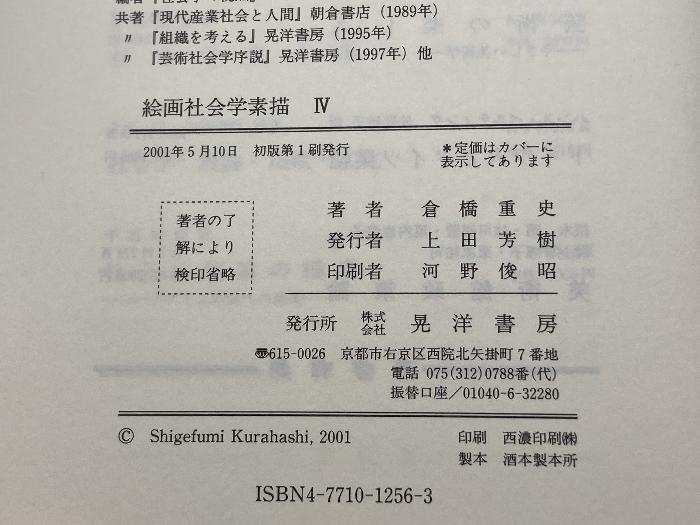 共著『現代産業社会と人間』朝倉書店（1989年）
〃 『組織を考える』晃洋書房（1995年）
〃 『芸術社会学序説』晃洋書房（1997年）他
絵画社会学素描 Ⅳ
2001年5月10日 初版第1刷発行
＊定価はカバーに
表示してあります
著者の了
解により
検印省略
著 者 倉 橋 重 史
発行者 上 田 芳 樹
印刷者 河 野 俊 昭
発行所 株式会社 晃 洋 書 房
〠615-0026 京都市右京区西院北矢掛町7番地
電話 075(312)0788番(代)
振替口座／01040-6-32280
© Shigefumi Kurahashi, 2001
印刷 西濃印刷㈱
製本 酒本製本所
ISBN4-7710-1256-3